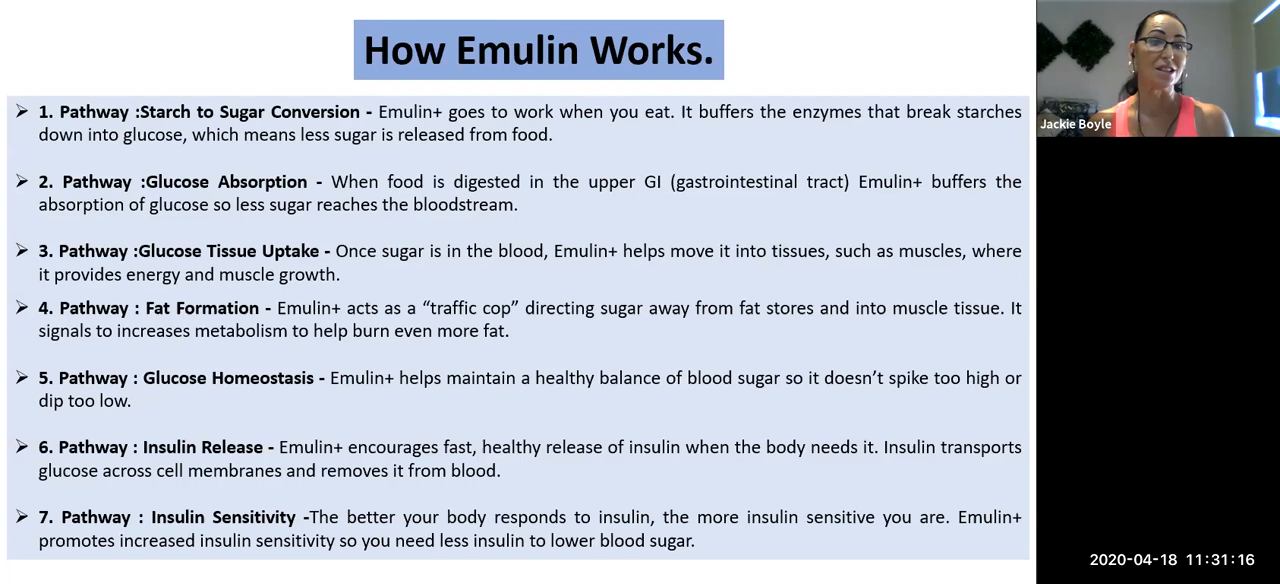 How Emulin Works.
➢ 1. Pathway :Starch to Sugar Conversion - Emulin+ goes to work when you eat. It buffers the enzymes that break starches
down into glucose, which means less sugar is released from food.
➢ 2. Pathway :Glucose Absorption - When food is digested in the upper GI (gastrointestinal tract) Emulin+ buffers the
absorption of glucose so less sugar reaches the bloodstream.
➢ 3. Pathway :Glucose Tissue Uptake - Once sugar is in the blood, Emulin+ helps move it into tissues, such as muscles, where
it provides energy and muscle growth.
➢ 4. Pathway : Fat Formation - Emulin+ acts as a “traffic cop” directing sugar away from fat stores and into muscle tissue. It
signals to increases metabolism to help burn even more fat.
➢ 5. Pathway : Glucose Homeostasis - Emulin+ helps maintain a healthy balance of blood sugar so it doesn’t spike too high or
dip too low.
➢ 6. Pathway : Insulin Release - Emulin+ encourages fast, healthy release of insulin when the body needs it. Insulin transports
glucose across cell membranes and removes it from blood.
➢ 7. Pathway : Insulin Sensitivity -The better your body responds to insulin, the more insulin sensitive you are. Emulin+
promotes increased insulin sensitivity so you need less insulin to lower blood sugar.
Jackie Boyle
2020-04-18 11:31:16